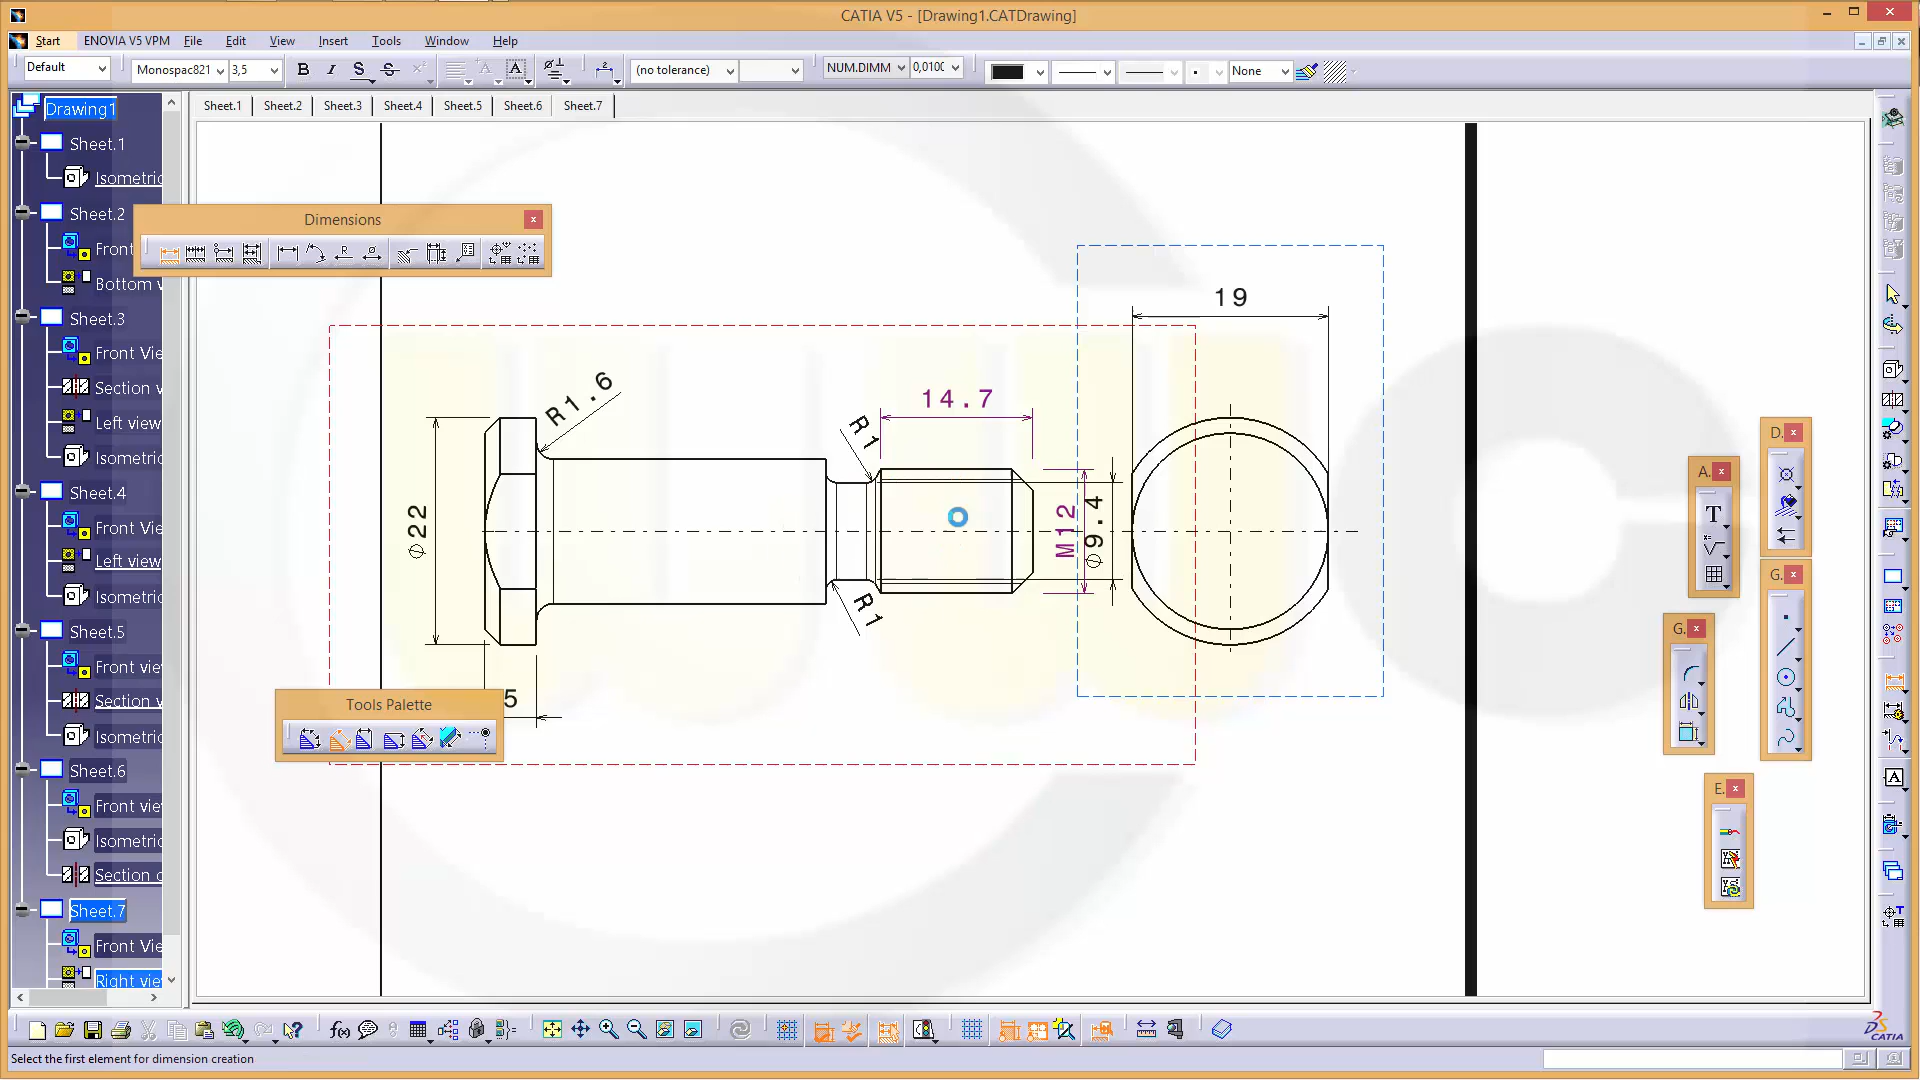 CATIA V5 - [Drawing1.CATDrawing]
Start ENOVIA V5 VPM File Edit View Insert Tools Window Help
Default Monospac821 3,5 B I S S (no tolerance) NUM.DIMM 0,010 None
Sheet.1 Sheet.2 Sheet.3 Sheet.4 Sheet.5 Sheet.6 Sheet.7
Drawing1
Sheet.1
Isometric
Sheet.2
Front
Bottom v
Sheet.3
Front Vie
Section v
Left view
Isometric
Sheet.4
Front Vie
Left view
Isometric
Sheet.5
Front view
Section v
Isometric
Sheet.6
Front view
Isometric
Section c
Sheet.7
Front Vie
Right vie
Dimensions
19
R1.6
14.7
R1
⌀22
M12
⌀9.4
R1
5
Tools Palette
D.
A.
T
G.
G.
E.
A
f(x)
CATIA
Select the first element for dimension creation